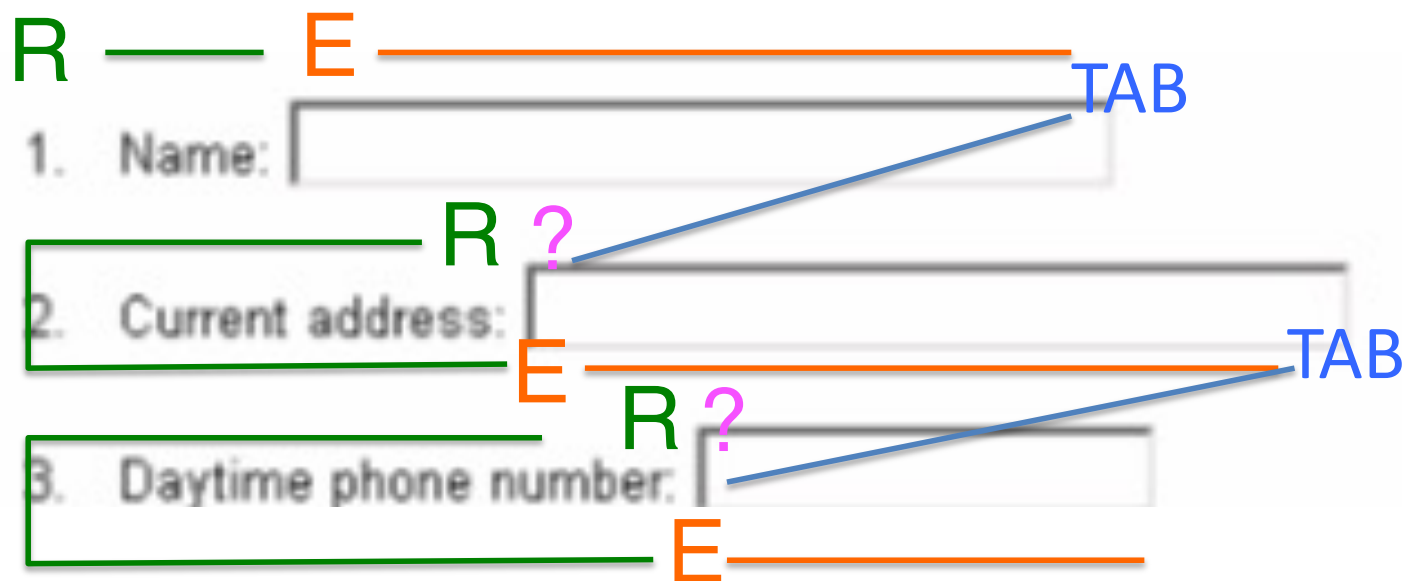 R E
TAB
1. Name:
R ?
2. Current address:
E TAB
R ?
3. Daytime phone number:
E